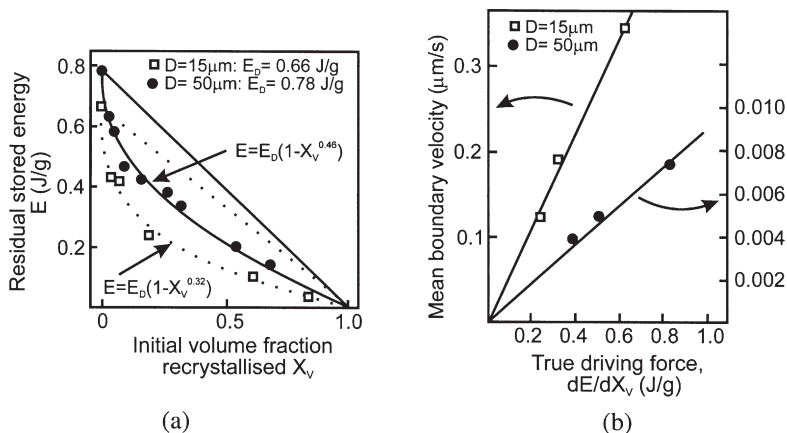 0.8
0.6
0.4
0.2
0
0.5
1.0
Residual stored energy
E (J/g)
D=15μm: E_D= 0.66 J/g
D= 50μm: E_D= 0.78 J/g
E=E_D(1-X_V^0.46)
E=E_D(1-X_V^0.32)
Initial volume fraction
recrystallised X_V
(a)
0.3
0.2
0.1
Mean boundary velocity (μm/s)
D=15μm
D= 50μm
0.010
0.008
0.006
0.004
0.002
0.2
0.4
0.6
0.8
1.0
True driving force,
dE/dX_V (J/g)
(b)